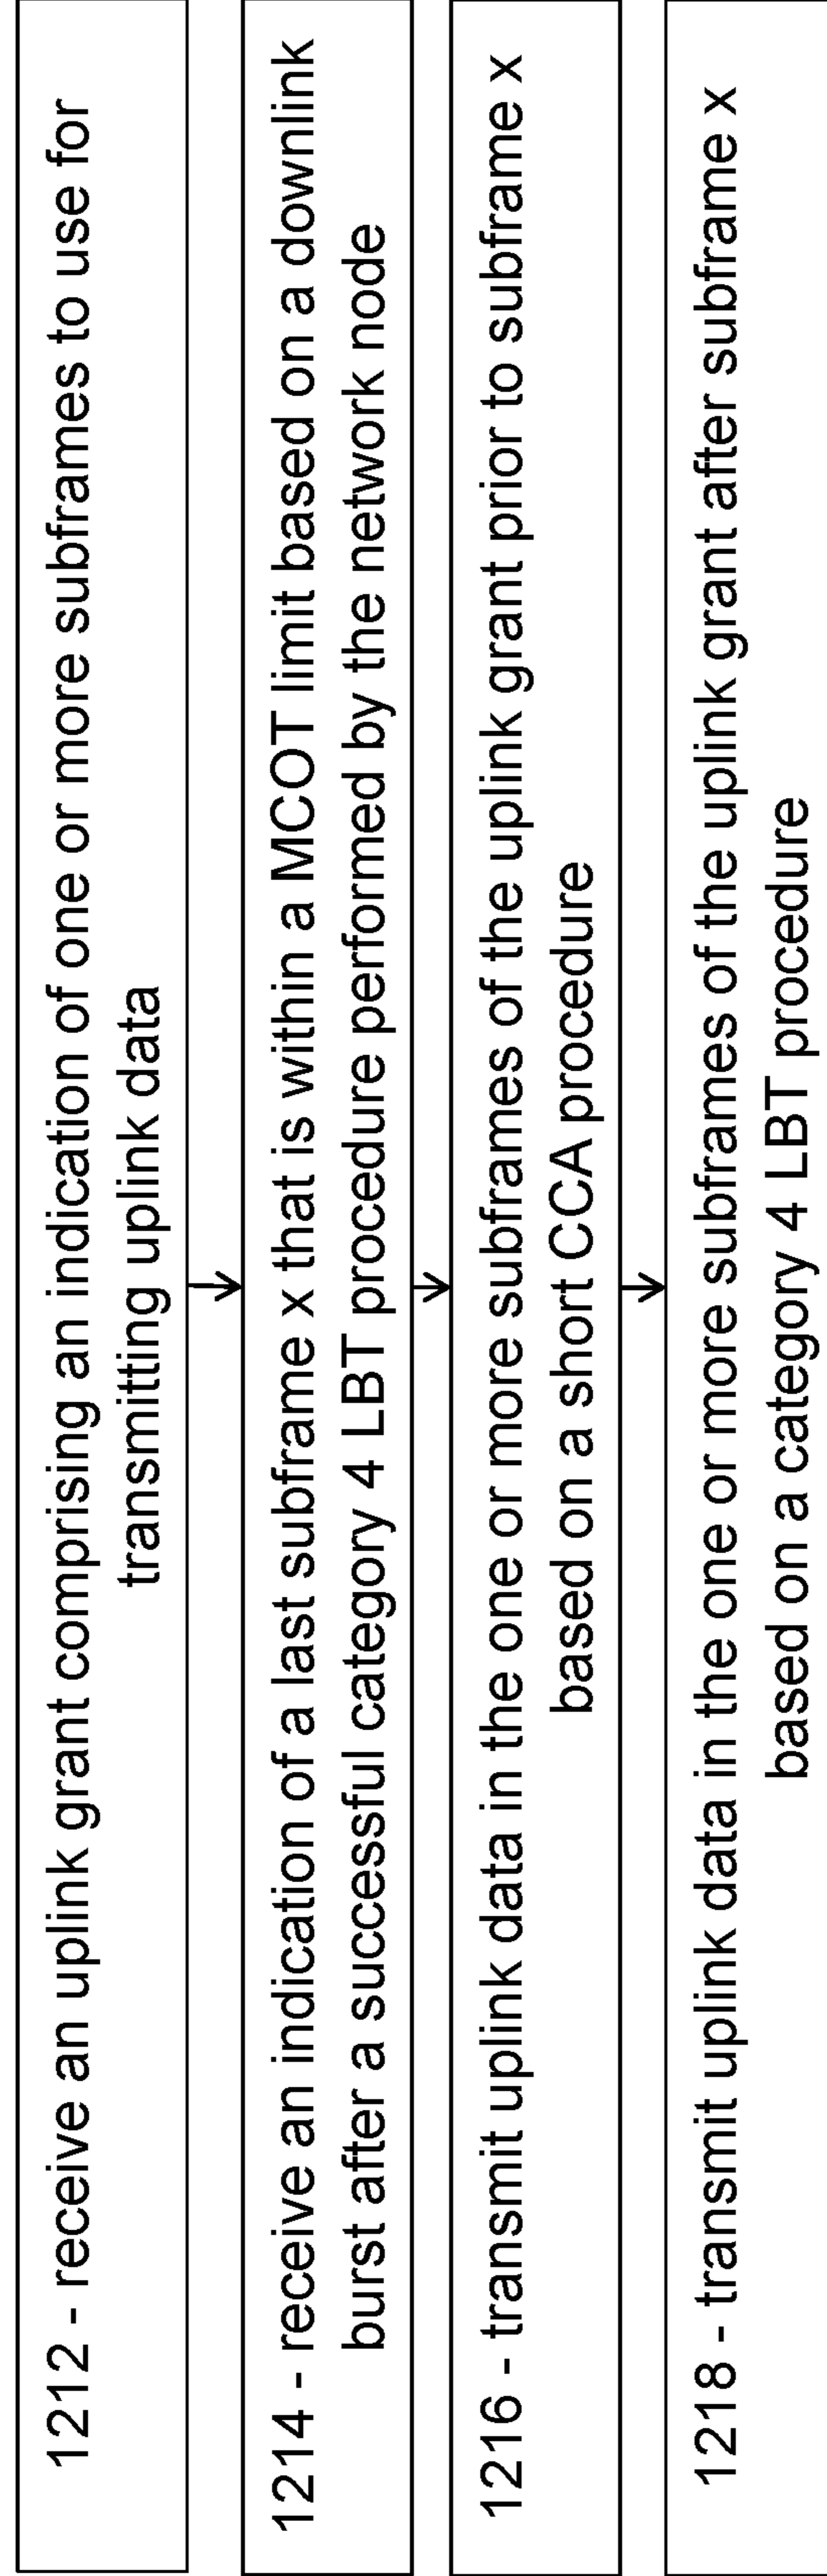 1212 - receive an uplink grant comprising an indication of one or more subframes to use for
transmitting uplink data
1214 - receive an indication of a last subframe x that is within a MCOT limit based on a downlink
burst after a successful category 4 LBT procedure performed by the network node
1216 - transmit uplink data in the one or more subframes of the uplink grant prior to subframe x
based on a short CCA procedure
1218 - transmit uplink data in the one or more subframes of the uplink grant after subframe x
based on a category 4 LBT procedure